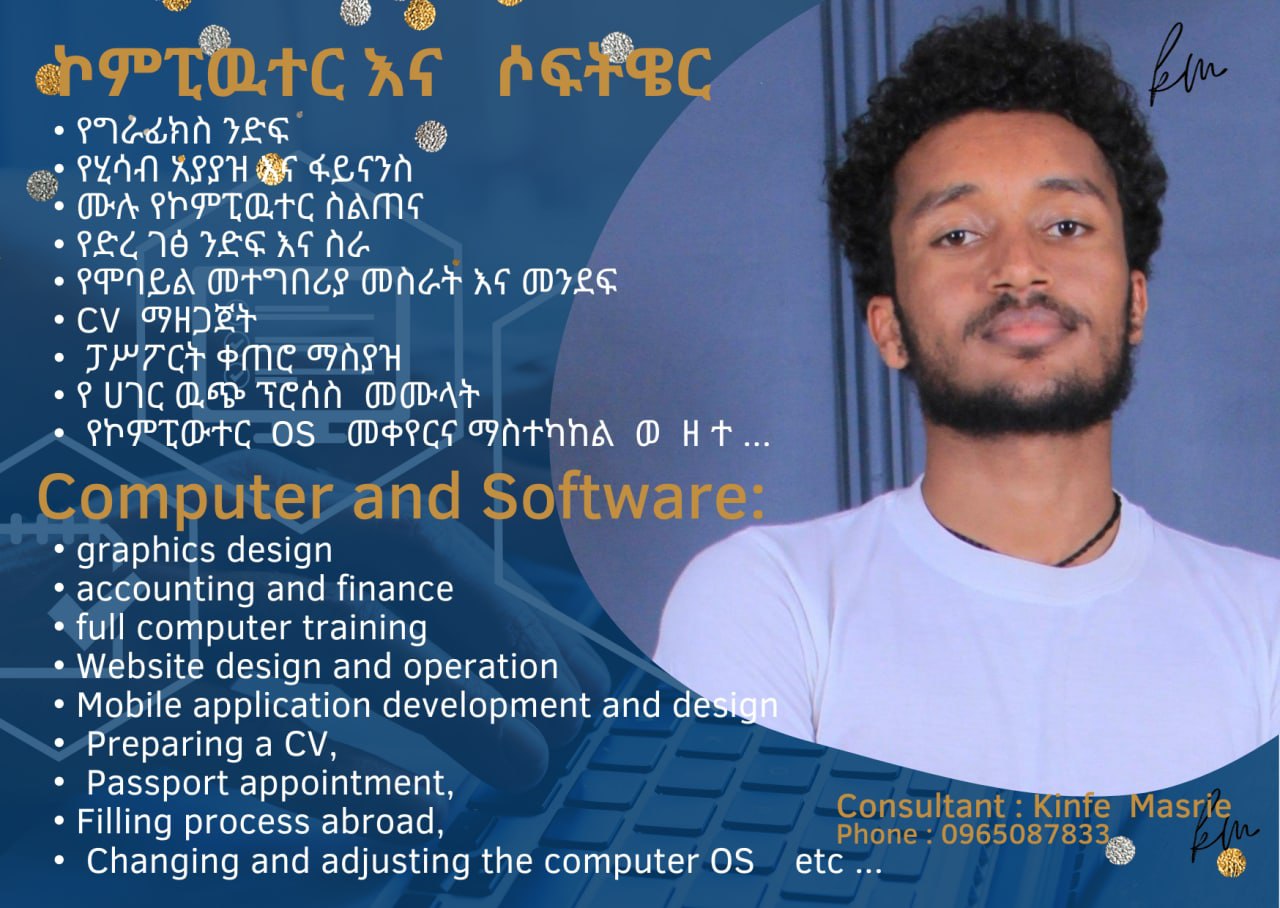 ኮምፒዉተር እና ሶፍትዌር
• የግራፊክስ ንድፍ
• የሂሳብ አያያዝ እና ፋይናንስ
• ሙሉ የኮምፒዉተር ስልጠና
• የድረ ገፅ ንድፍ እና ስራ
• የሞባይል መተግበሪያ መስራት እና መንደፍ
• CV ማዘጋጀት
• ፓሥፖርት ቀጠሮ ማስያዝ
• የ ሀገር ዉጭ ፕሮሰስ መሙላት
• የኮምፒውተር OS መቀየርና ማስተካከል ወ ዘ ተ ...
Computer and Software:
• graphics design
• accounting and finance
• full computer training
• Website design and operation
• Mobile application development and design
• Preparing a CV,
• Passport appointment,
• Filling process abroad,
• Changing and adjusting the computer OS etc ...
km
Consultant : Kinfe Masrie
Phone : 0965087833
km